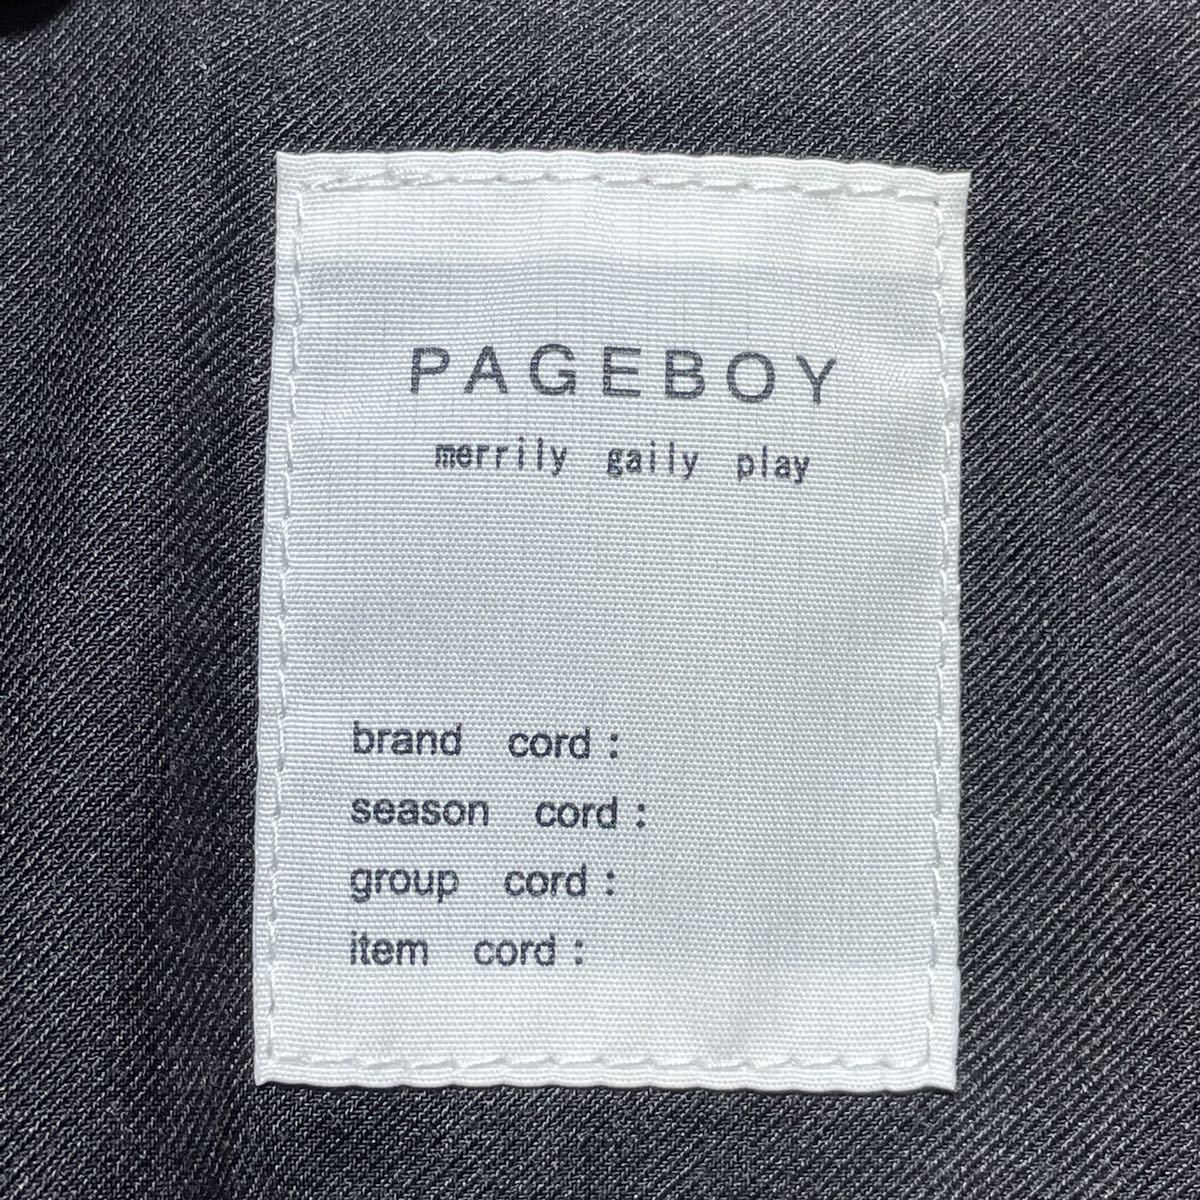 PAGEBOY
merrily gaily play
brand cord :
season cord :
group cord :
item cord :